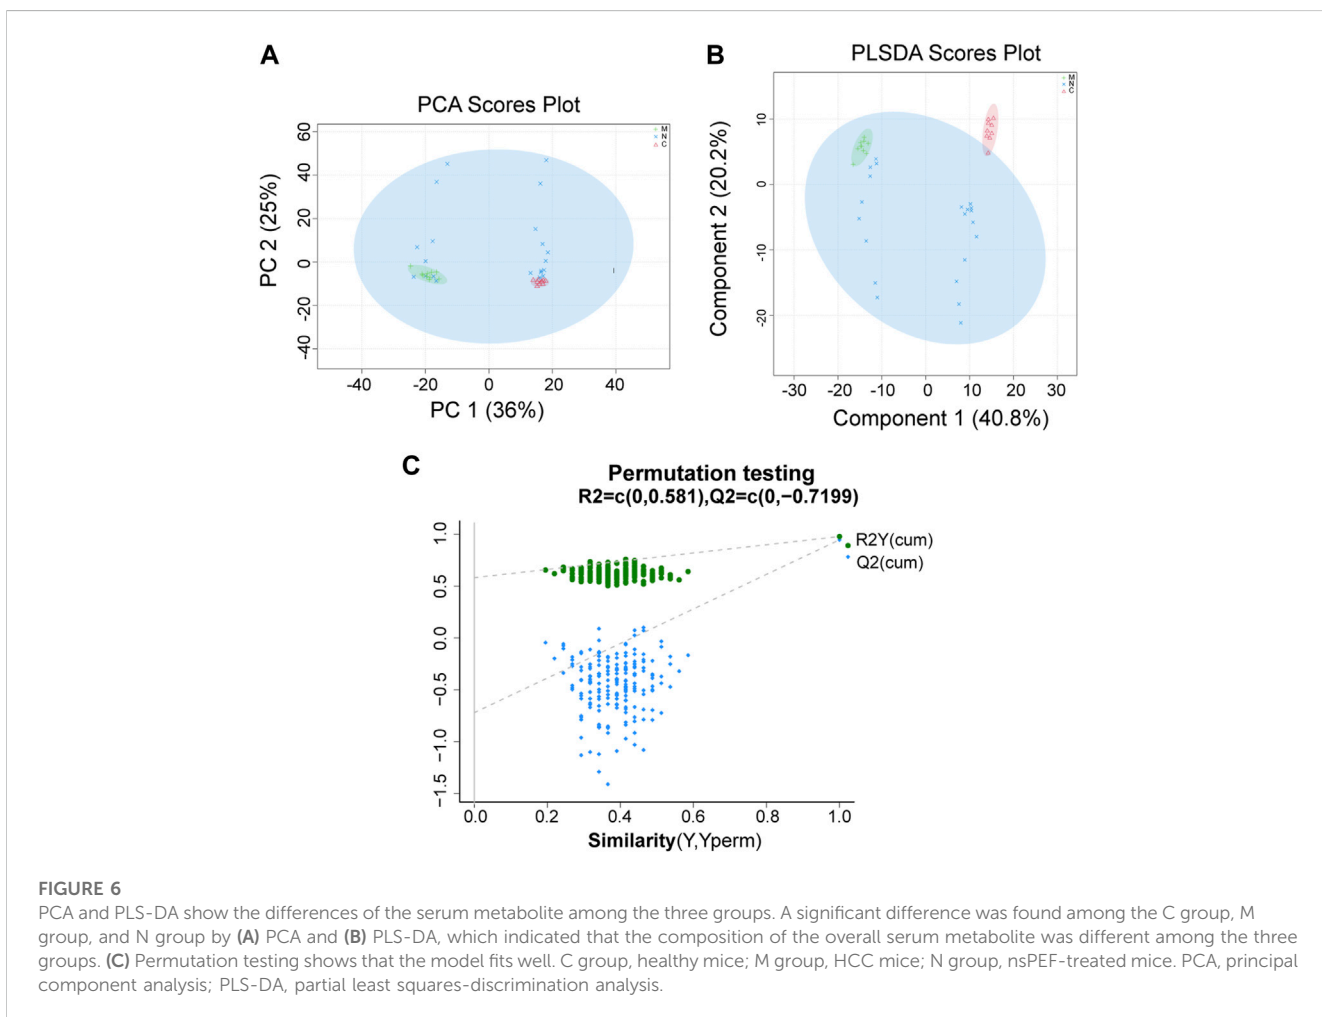 A
PCA Scores Plot
M
N
C
PC 2 (25%)
60
40
20
0
-20
-40
-40
-20
0
20
40
PC 1 (36%)
B
PLSDA Scores Plot
M
N
C
Component 2 (20.2%)
10
0
-10
-20
-30
-20
-10
0
10
20
30
Component 1 (40.8%)
C
Permutation testing
R2=c(0,0.581),Q2=c(0,−0.7199)
1.0
0.5
0.0
−0.5
−1.0
−1.5
R2Y(cum)
Q2(cum)
0.0
0.2
0.4
0.6
0.8
1.0
Similarity(Y,Yperm)
FIGURE 6
PCA and PLS-DA show the differences of the serum metabolite among the three groups. A significant difference was found among the C group, M
group, and N group by (A) PCA and (B) PLS-DA, which indicated that the composition of the overall serum metabolite was different among the three
groups. (C) Permutation testing shows that the model fits well. C group, healthy mice; M group, HCC mice; N group, nsPEF-treated mice. PCA, principal
component analysis; PLS-DA, partial least squares-discrimination analysis.